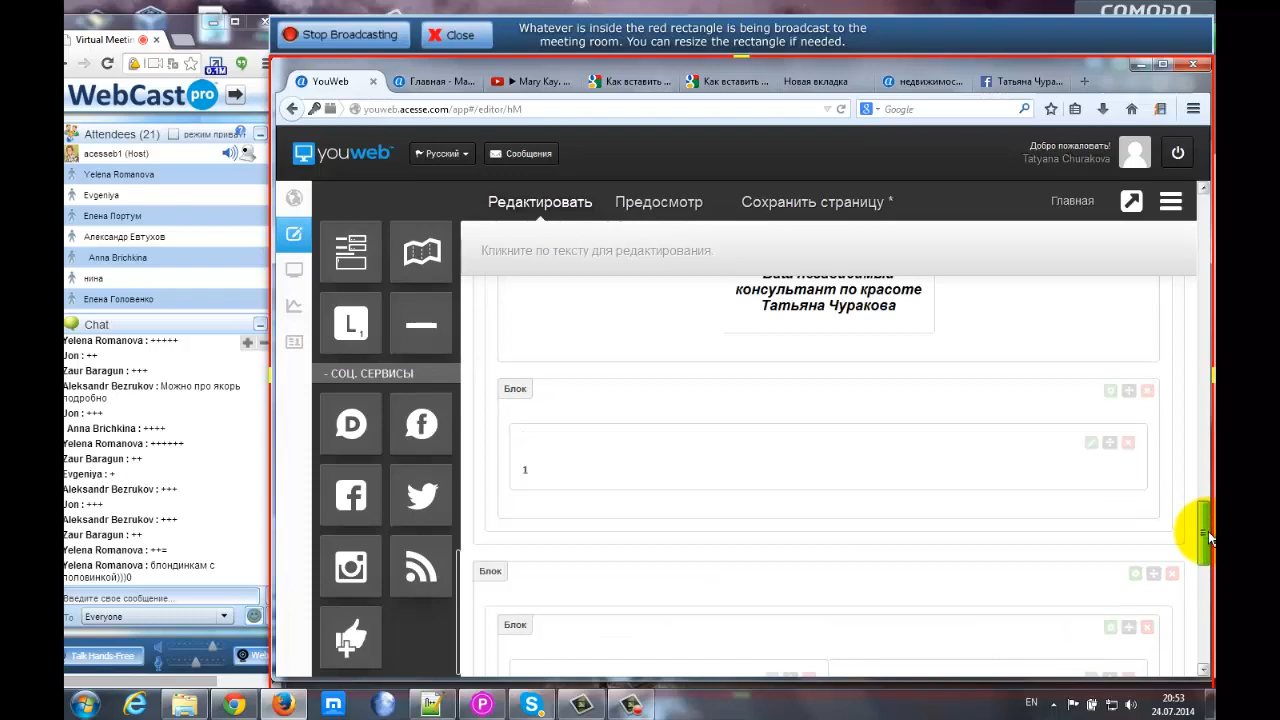 COMODO
Stop Broadcasting
Close
Whatever is inside the red rectangle is being broadcast to the
meeting room. You can resize the rectangle if needed.
Virtual Meetin
0.1M
WebCast pro
Attendees (21)
режим прива
acesseb1 (Host)
Yelena Romanova
Evgeniya
Елена Портум
Александр Евтухов
Anna Brichkina
нина
Елена Головенко
Chat
Yelena Romanova : +++++
Jon : ++
Zaur Baragun : +++
Aleksandr Bezrukov : Можно про якорь
подробно
Jon : +++
Anna Brichkina : ++++
Yelena Romanova : ++++++
Yelena Romanova : ++
Evgeniya : +
Aleksandr Bezrukov : +++
Jon : +++
Aleksandr Bezrukov : +++
Zaur Baragun : ++
Yelena Romanova : ++=
Yelena Romanova : блондинкам с
половинкой)))0
Введите свое сообщение...
To
Everyone
Talk Hands-Free
We
YouWeb
Главная - Ma...
Mary Kay, ...
Как вставить ...
Как вставить ...
Новая вкладка
недвижимос...
Татьяна Чура...
youweb.acesse.com/app#/editor/hM
Google
youweb
Русский
Сообщения
Добро пожаловать!
Tatyana Churakova
Редактировать
Предосмотр
Сохранить страницу *
Главная
Кликните по тексту для редактирования.
- СОЦ. СЕРВИСЫ
консультант по красоте
Татьяна Чуракова
Блок
1
Блок
Блок
EN
20:53
24.07.2014